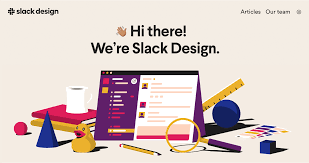 slack design
Articles Our team
Hi there!
We're Slack Design.